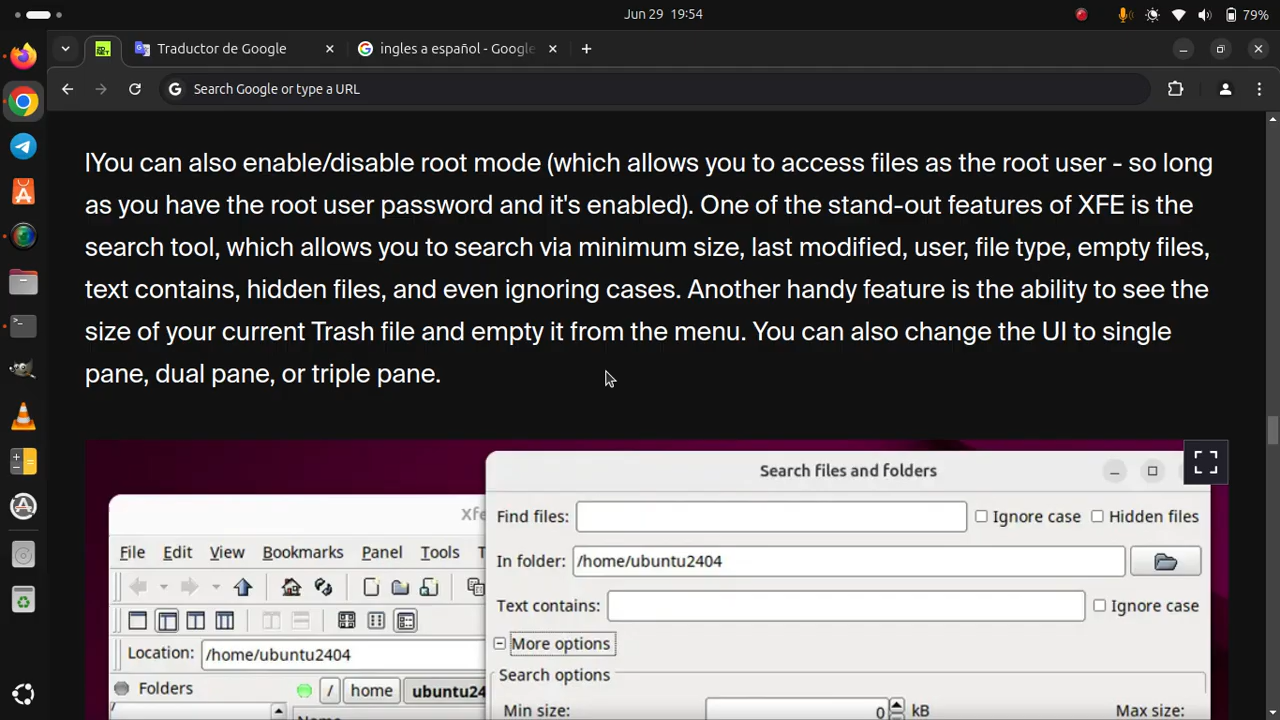 Jun 29 19:54
79%
Traductor de Google
ingles a español - Google
Search Google or type a URL
lYou can also enable/disable root mode (which allows you to access files as the root user - so long
as you have the root user password and it's enabled). One of the stand-out features of XFE is the
search tool, which allows you to search via minimum size, last modified, user, file type, empty files,
text contains, hidden files, and even ignoring cases. Another handy feature is the ability to see the
size of your current Trash file and empty it from the menu. You can also change the UI to single
pane, dual pane, or triple pane.
Search files and folders
Xfe
Find files:
Ignore case
Hidden files
File Edit View Bookmarks Panel Tools
In folder: /home/ubuntu2404
Text contains:
Ignore case
More options
Location: /home/ubuntu2404
Search options
Folders
/ home ubuntu24
Min size: 0 kB Max size: